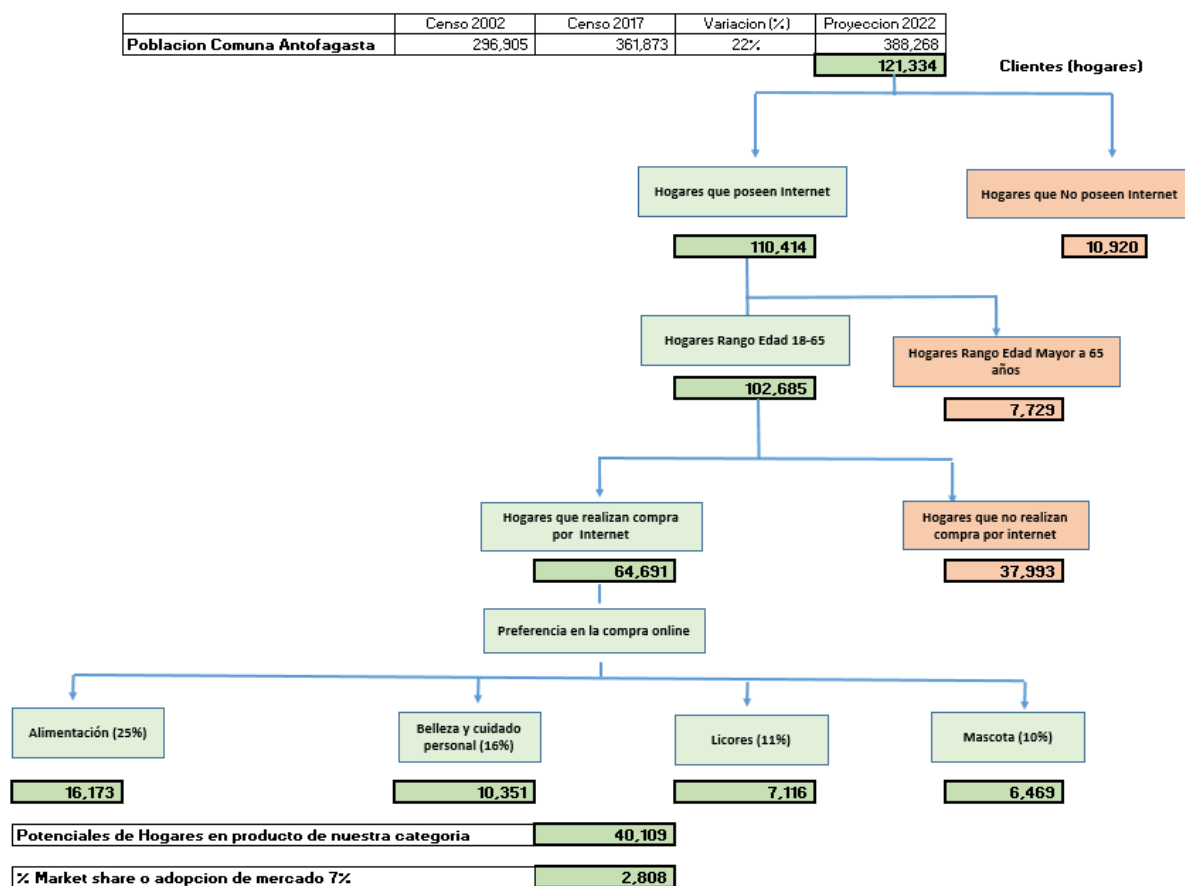 Censo 2002 Censo 2017 Variacion (%) Proyeccion 2022
Poblacion Comuna Antofagasta 296,905 361,873 22% 388,268
121,334 Clientes (hogares)
Hogares que poseen Internet
Hogares que No poseen Internet
110,414
10,920
Hogares Rango Edad 18-65
Hogares Rango Edad Mayor a 65
años
102,685
7,729
Hogares que realizan compra
por Internet
Hogares que no realizan
compra por internet
64,691
37,993
Preferencia en la compra online
Alimentación (25%)
Belleza y cuidado
personal (16%)
Licores (11%)
Mascota (10%)
16,173
10,351
7,116
6,469
Potenciales de Hogares en producto de nuestra categoria 40,109
% Market share o adopcion de mercado 7% 2,808